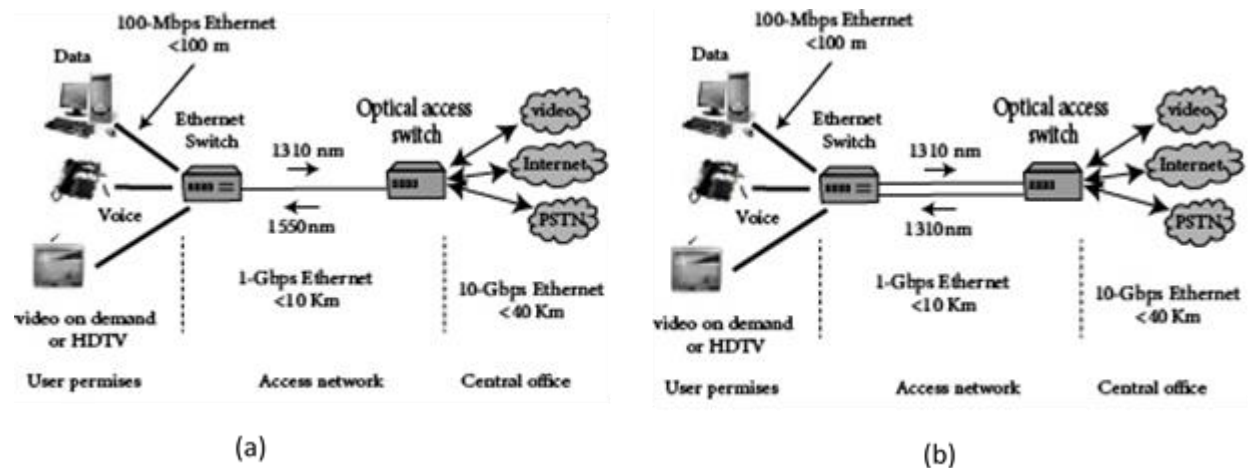 100-Mbps Ethernet
<100 m
Data
Ethernet
Switch
Optical access
switch
video
1310 nm
Internet
Voice
1550nm
PSTN
1-Gbps Ethernet
<10 Km
10-Gbps Ethernet
<40 Km
video on demand
or HDTV
User permises
Access network
Central office
(a)
100-Mbps Ethernet
<100 m
Data
Ethernet
Switch
Optical access
switch
video
1310 nm
Internet
Voice
1310nm
PSTN
1-Gbps Ethernet
<10 Km
10-Gbps Ethernet
<40 Km
video on demand
or HDTV
User permises
Access network
Central office
(b)